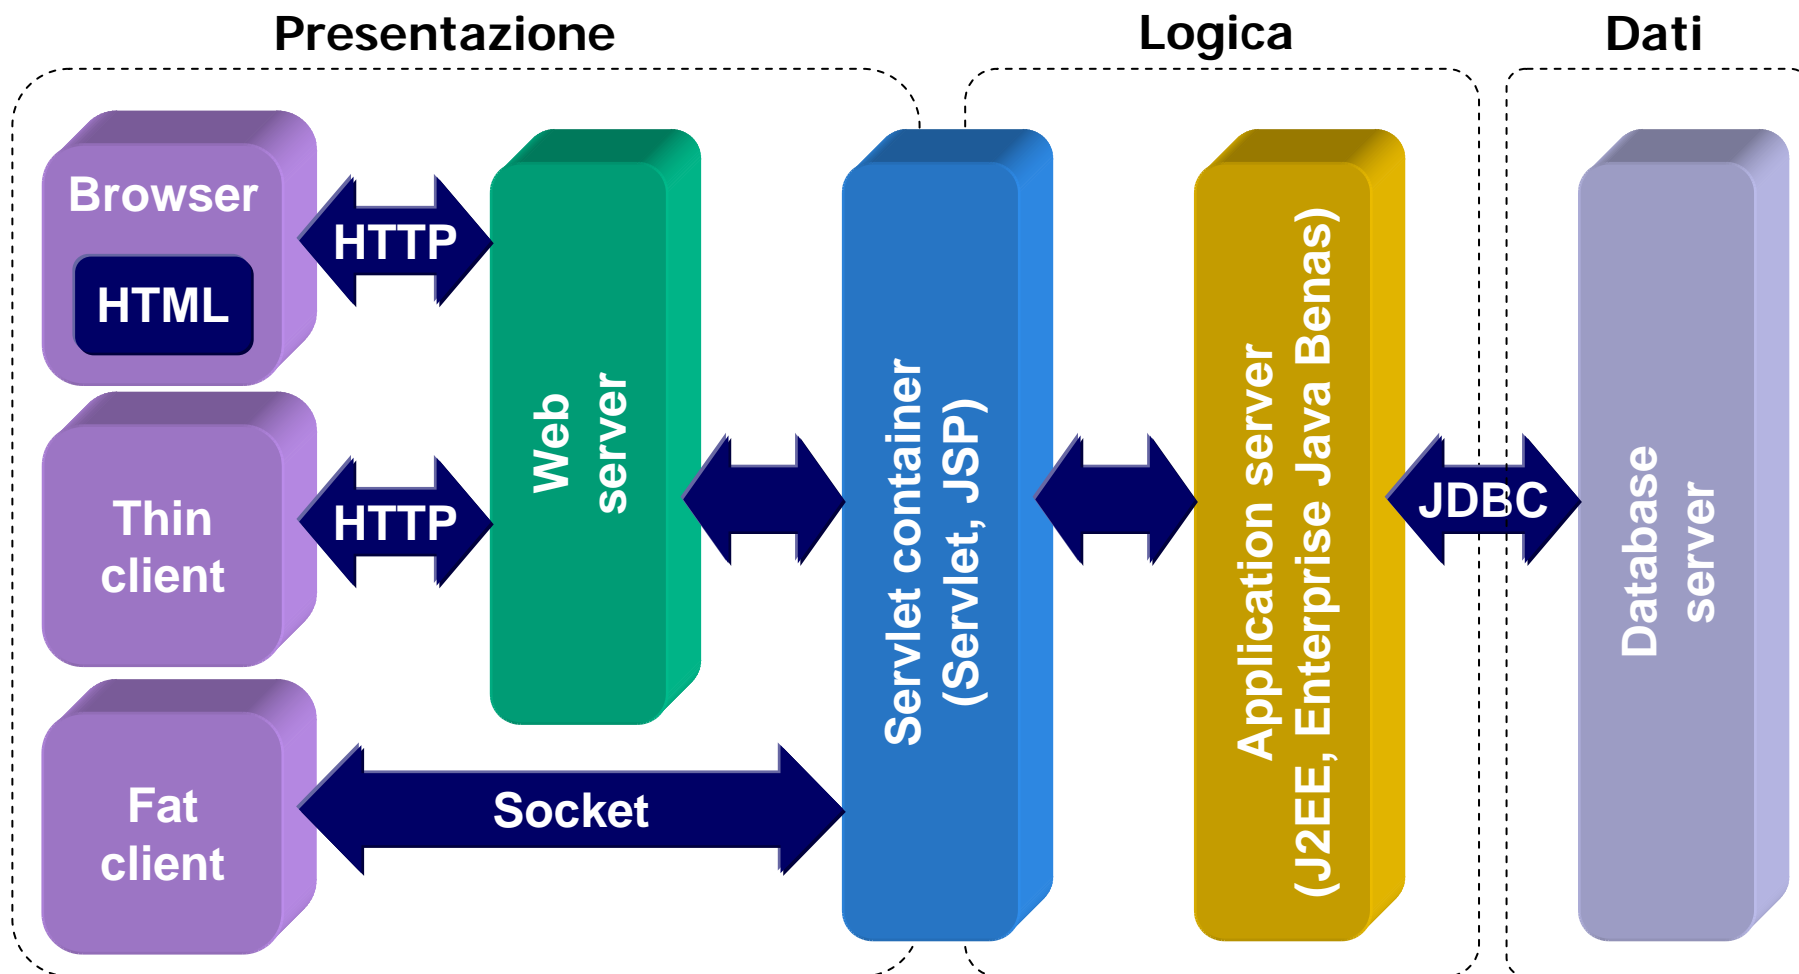 Presentazione
Logica
Dati
Browser
HTML
HTTP
Thin
client
HTTP
Fat
client
Socket
Web
server
Servlet container
(Servlet, JSP)
Application server
(J2EE, Enterprise Java Benas)
JDBC
Database
server